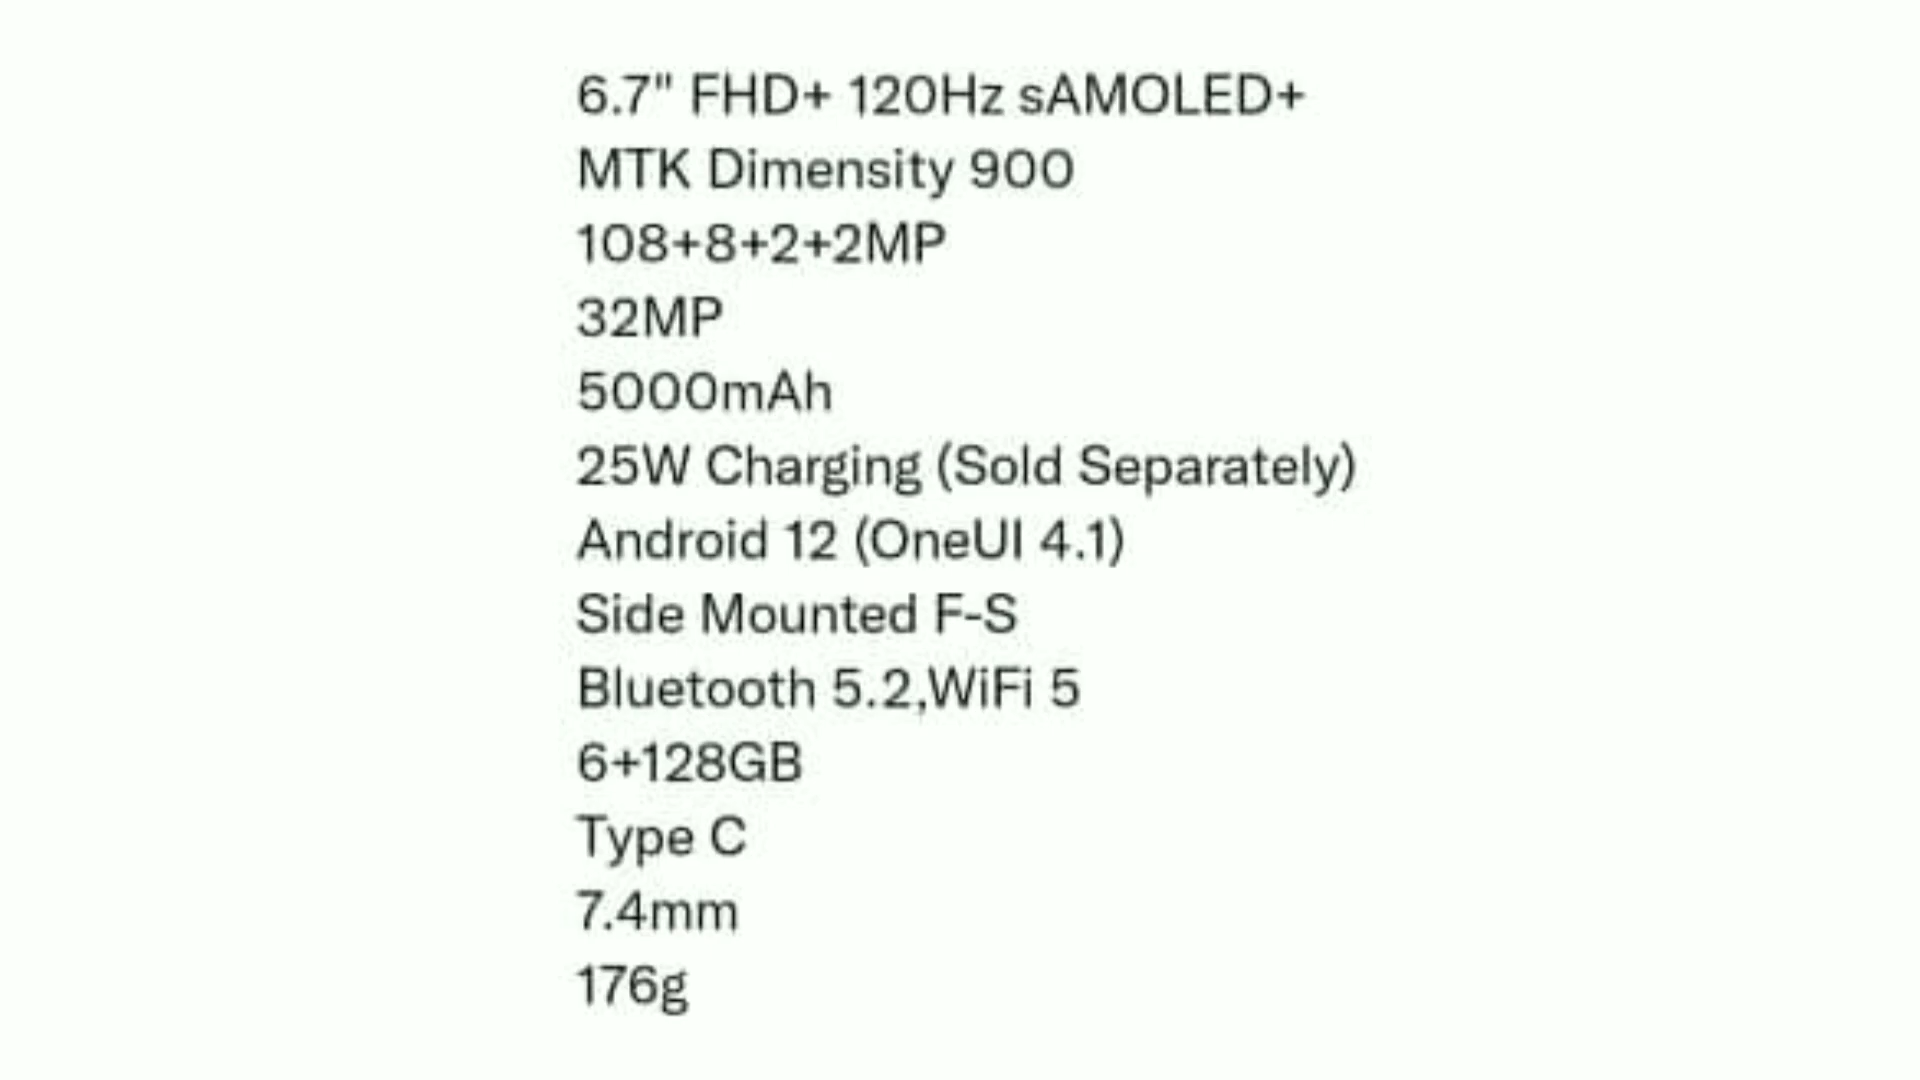 6.7" FHD+ 120Hz sAMOLED+
MTK Dimensity 900
108+8+2+2MP
32MP
5000mAh
25W Charging (Sold Separately)
Android 12 (OneUI 4.1)
Side Mounted F-S
Bluetooth 5.2,WiFi 5
6+128GB
Type C
7.4mm
176g